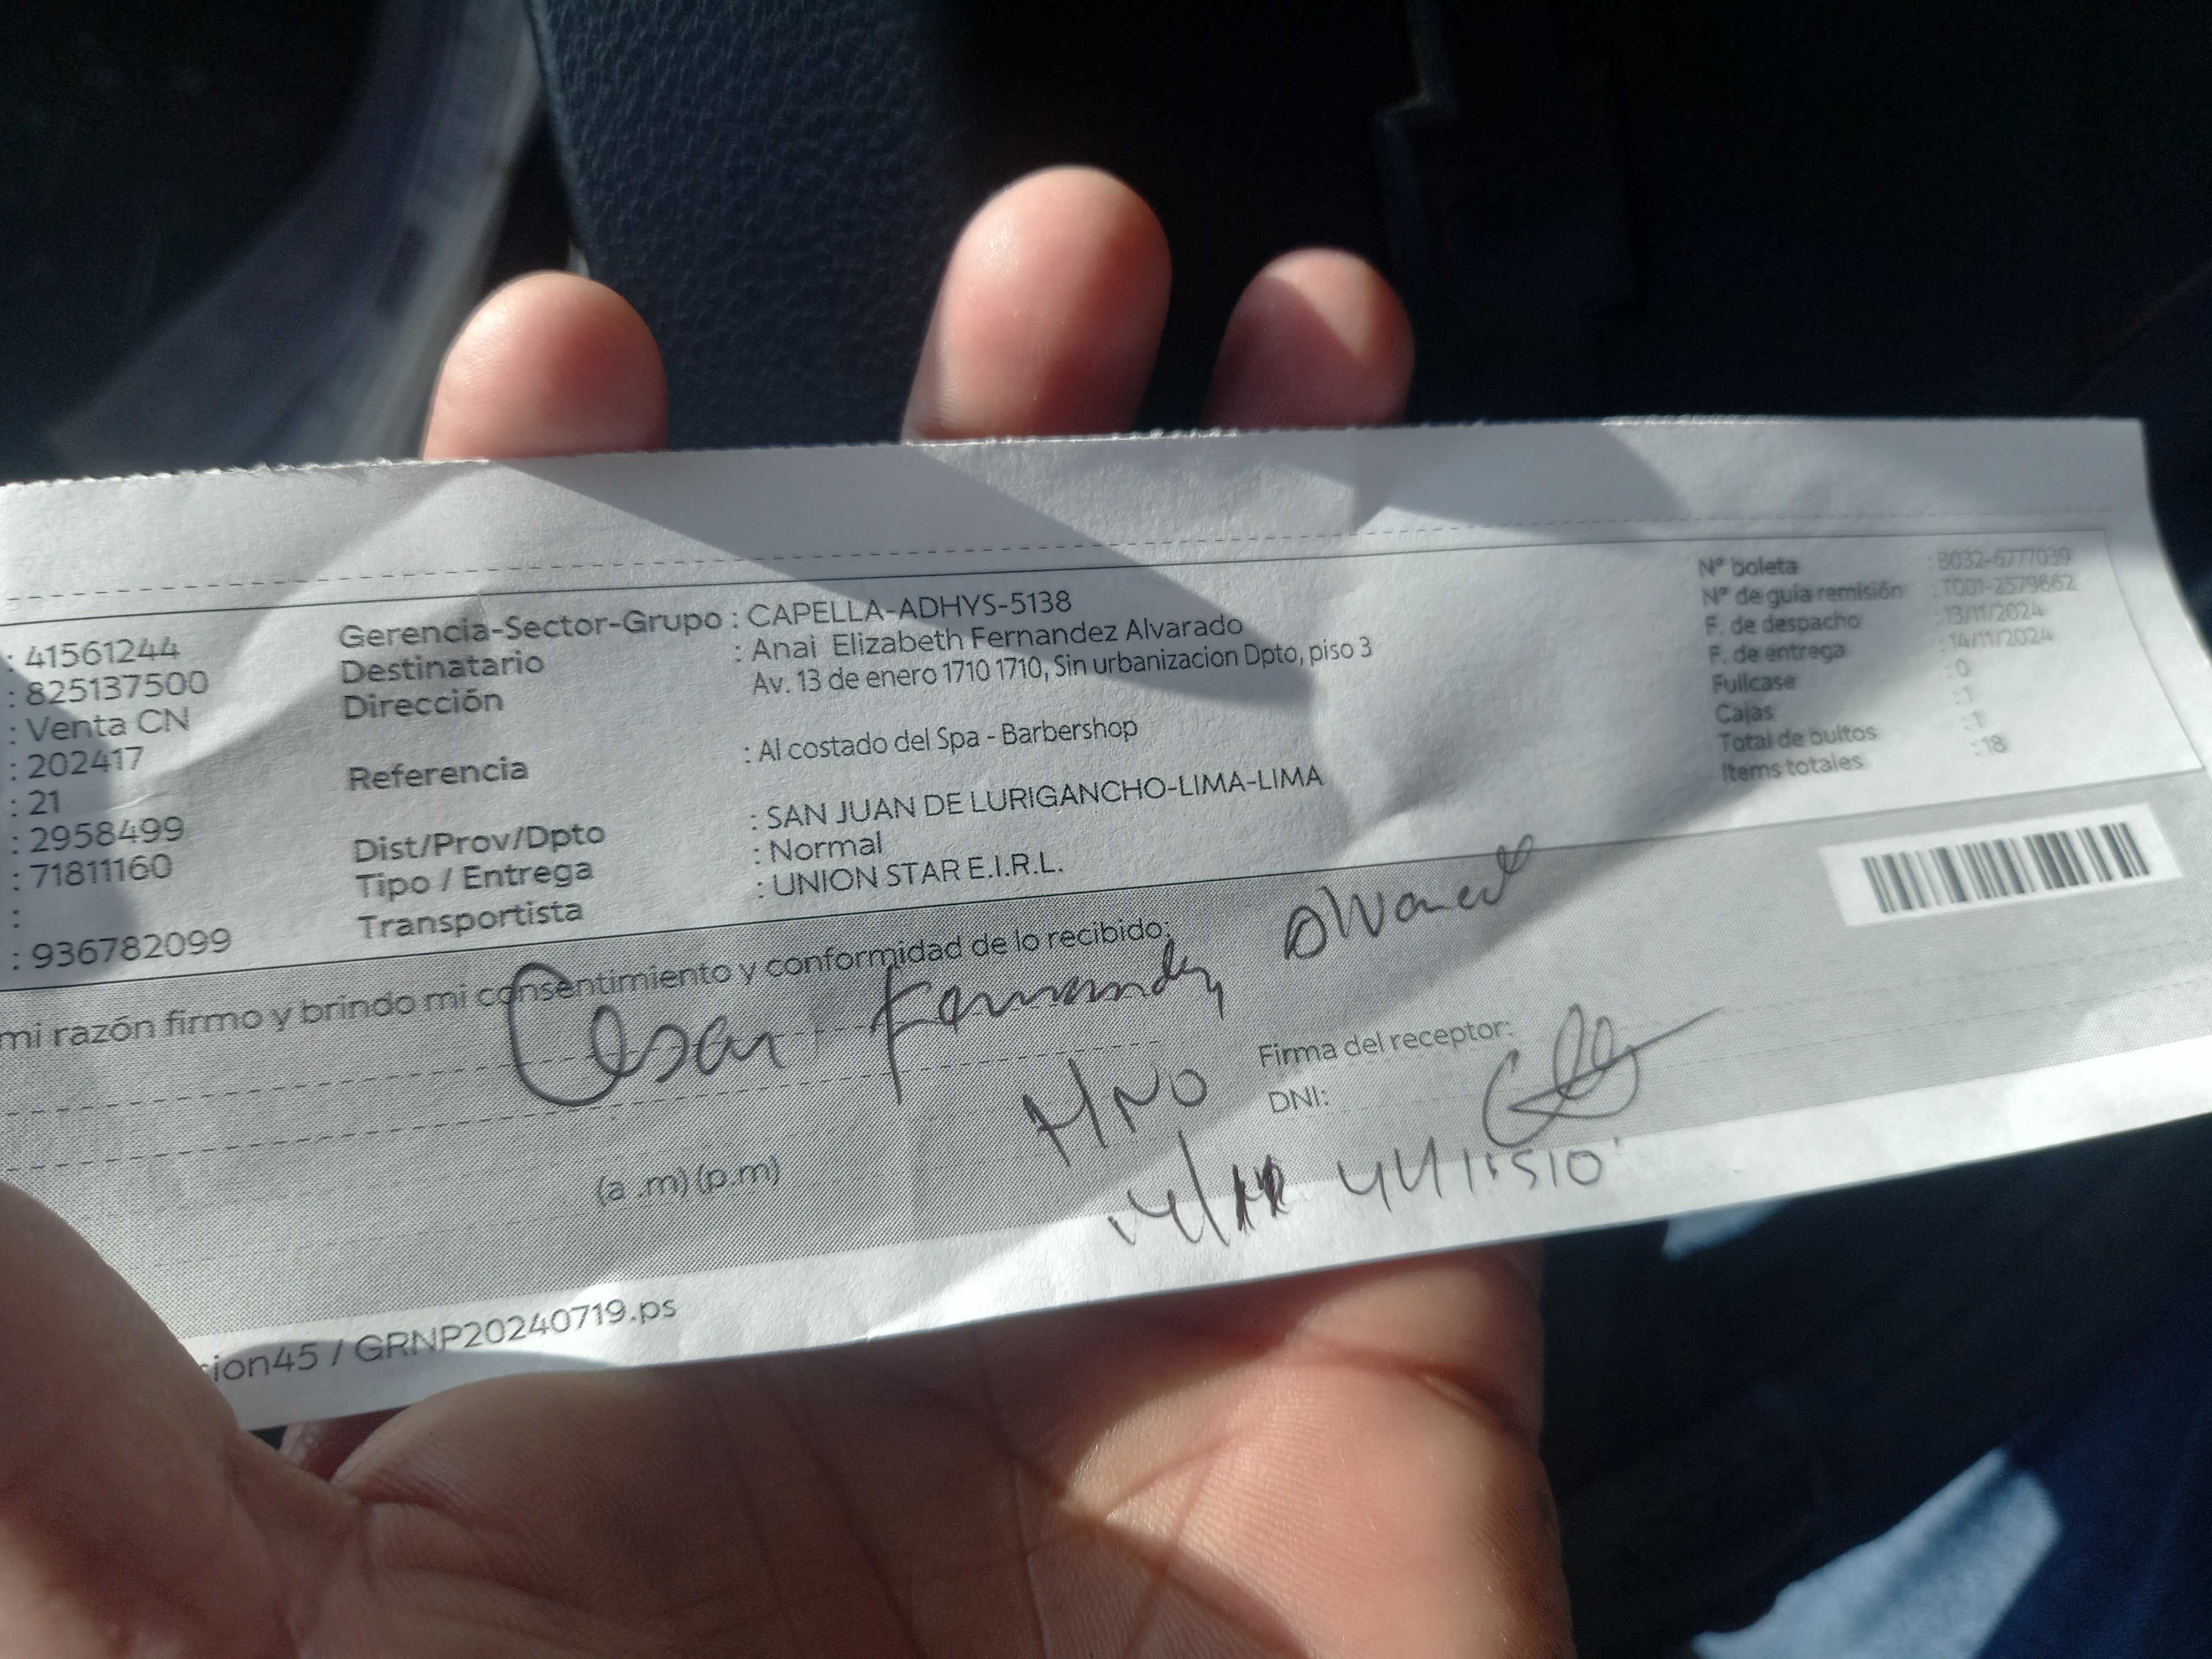 : 41561244
: 825137500
: Venta CN
: 202417
: 21
: 2958499
: 71811160
:
: 936782099
Gerencia-Sector-Grupo : CAPELLA-ADHYS-5138
Destinatario : Anai Elizabeth Fernandez Alvarado
Dirección Av. 13 de enero 1710 1710, Sin urbanizacion Dpto, piso 3
Referencia : Al costado del Spa - Barbershop
Dist/Prov/Dpto : SAN JUAN DE LURIGANCHO-LIMA-LIMA
Tipo / Entrega : Normal
Transportista : UNION STAR E.I.R.L.
Nº boleta : B032-6777039
Nº de guía remisión : T001-2579662
F. de despacho : 13/11/2024
F. de entrega : 14/11/2024
Fullcase : 0
Cajas : 1
Total de bultos : 1
Items totales : 18
mi razón firmo y brindo mi consentimiento y conformidad de lo recibido:
Cesar Fernandez
HNO
Firma del receptor:
DNI:
(a .m) (p.m)
ion45 / GRNP20240719.ps